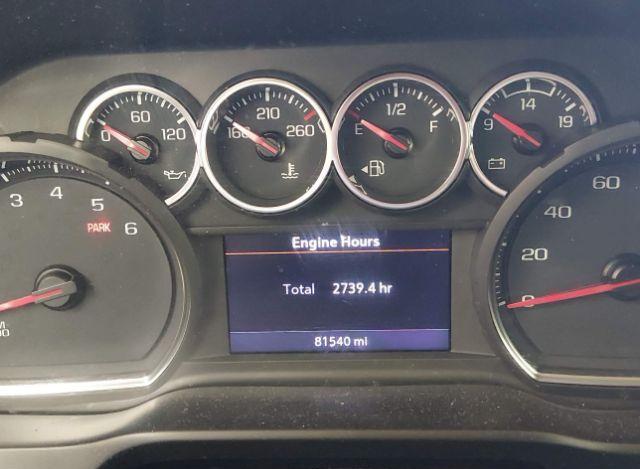 0 60 120
160 210 260
E 1/2 F
9 14 19
3 4 5 6
PARK
Engine Hours
Total 2739.4 hr
81540 mi
0 20 40 60